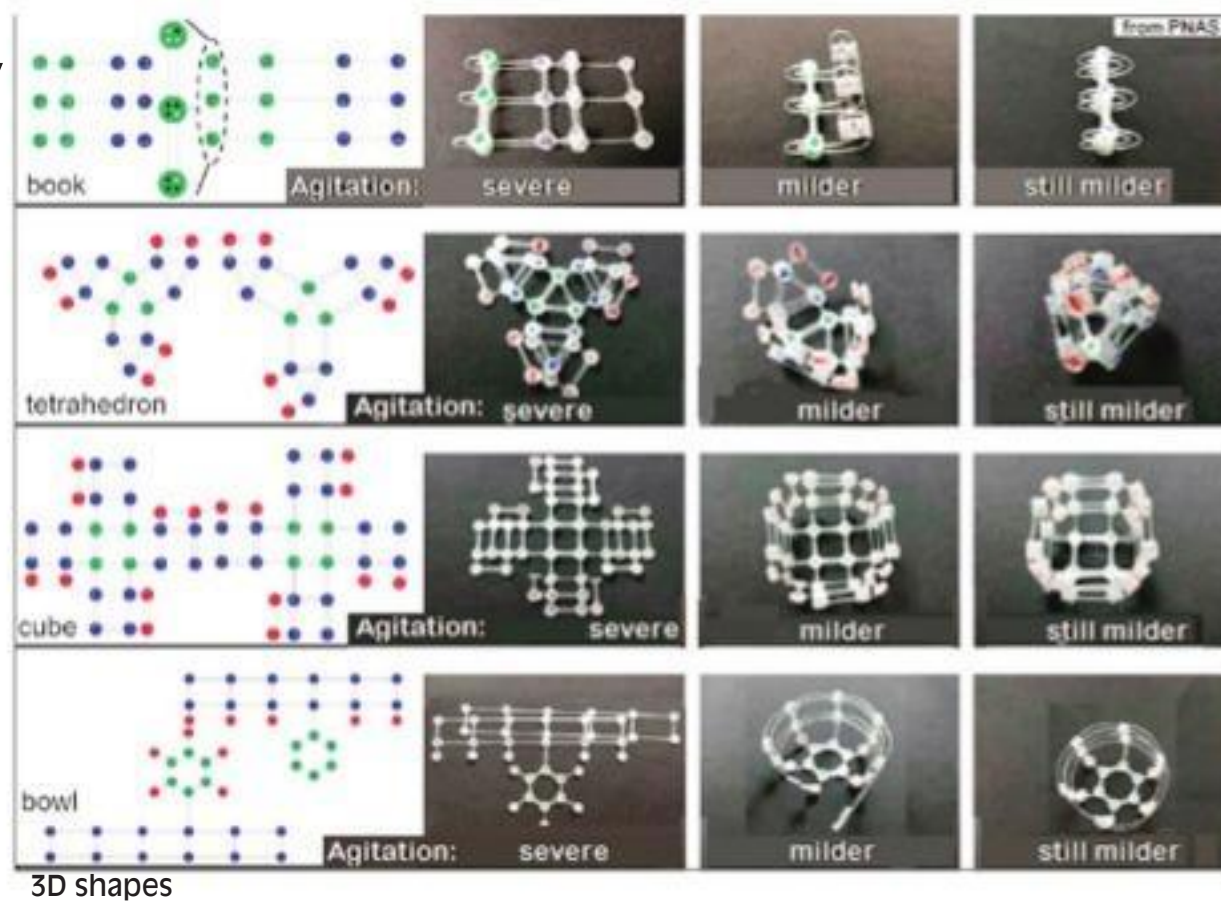 from PNAS
book
Agitation: severe milder still milder
tetrahedron
Agitation: severe milder still milder
cube
Agitation: severe milder still milder
bowl
Agitation: severe milder still milder
3D shapes